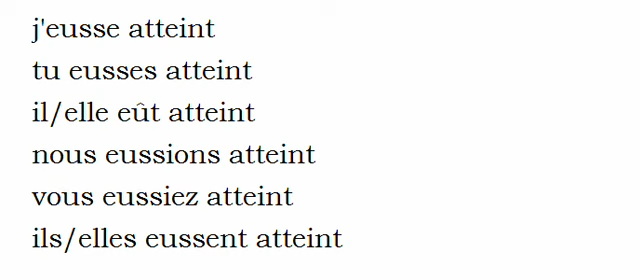 j'eusse atteint
tu eusses atteint
il/elle eût atteint
nous eussions atteint
vous eussiez atteint
ils/elles eussent atteint